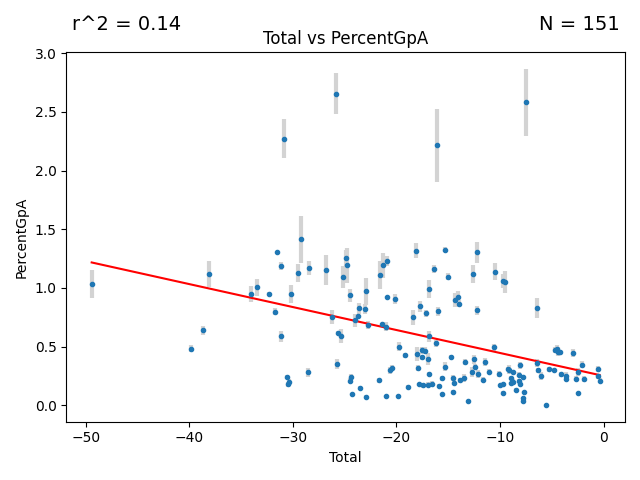 r^2 = 0.14
N = 151
Total vs PercentGpA
3.0
2.5
2.0
1.5
1.0
0.5
0.0
PercentGpA
−50
−40
−30
−20
−10
0
Total